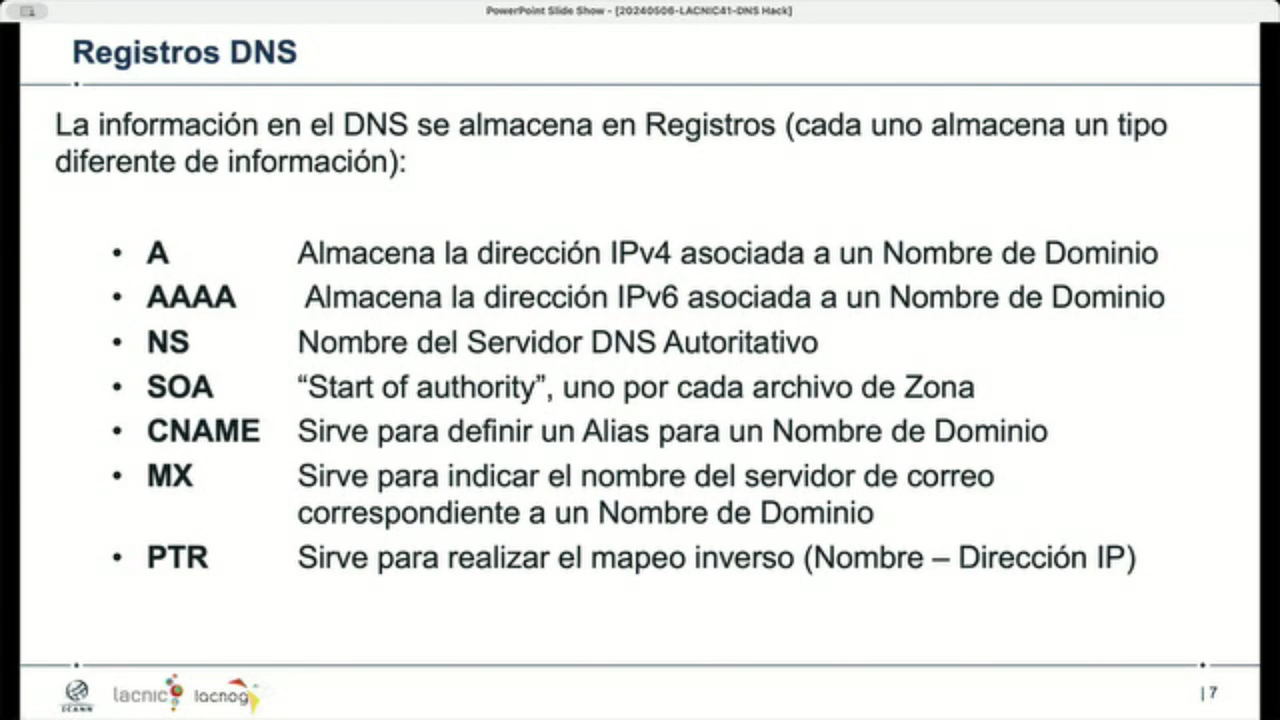 PowerPoint Slide Show - [20240506-LACNIC41-DNS Hack]
Registros DNS
La información en el DNS se almacena en Registros (cada uno almacena un tipo
diferente de información):
• A Almacena la dirección IPv4 asociada a un Nombre de Dominio
• AAAA Almacena la dirección IPv6 asociada a un Nombre de Dominio
• NS Nombre del Servidor DNS Autoritativo
• SOA “Start of authority”, uno por cada archivo de Zona
• CNAME Sirve para definir un Alias para un Nombre de Dominio
• MX Sirve para indicar el nombre del servidor de correo
correspondiente a un Nombre de Dominio
• PTR Sirve para realizar el mapeo inverso (Nombre – Dirección IP)
ICANN lacnic lacnog
| 7